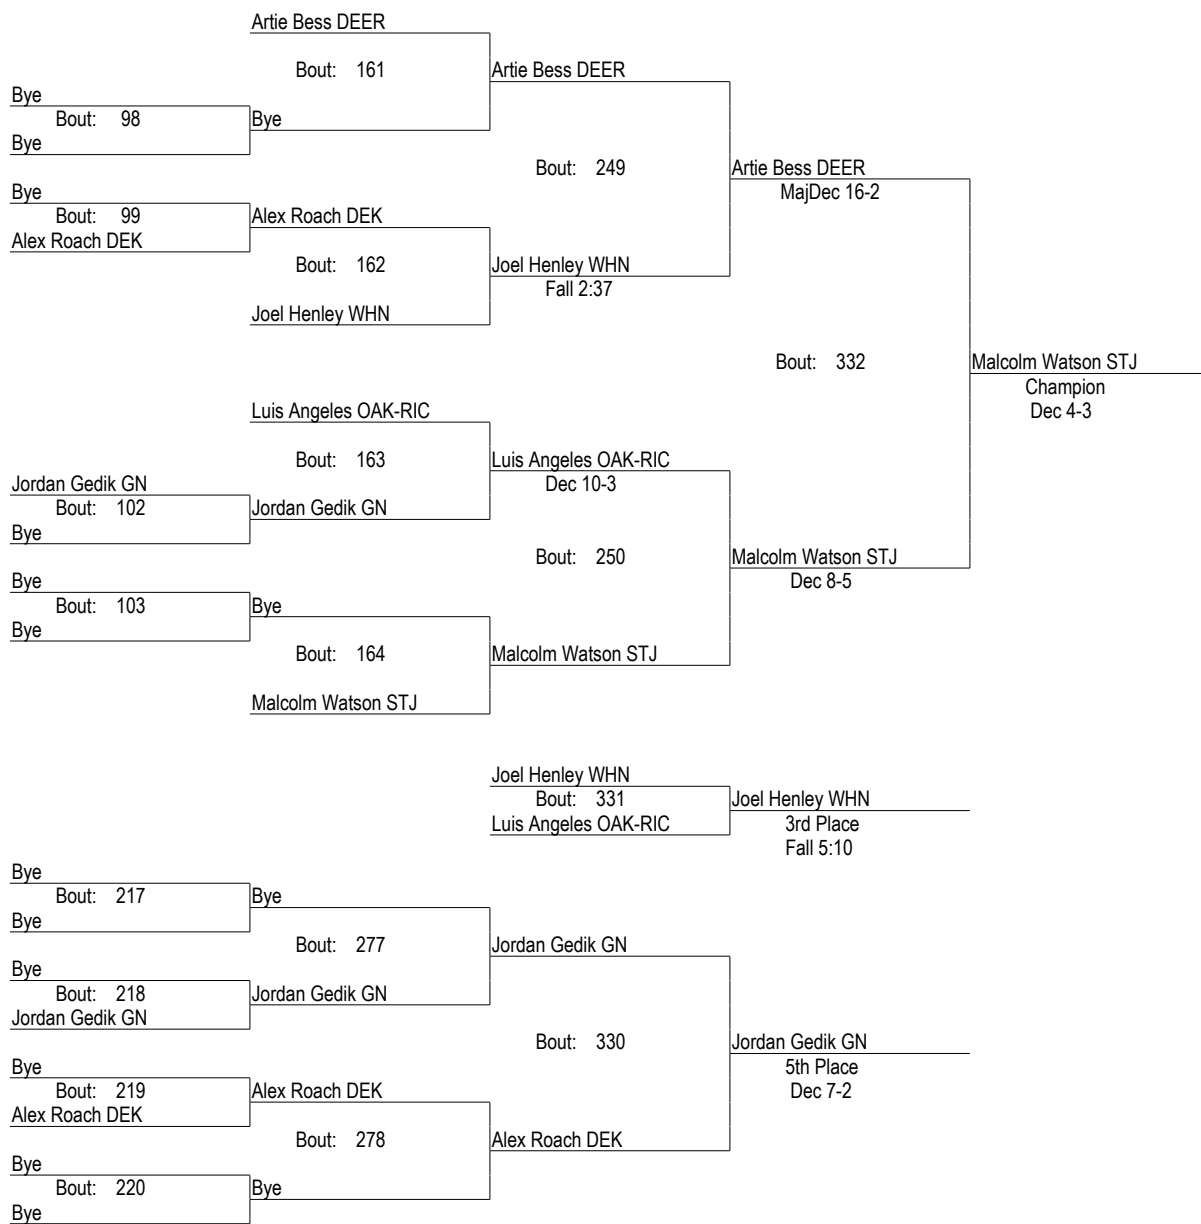 Artie Bess DEER
Bout: 161
Artie Bess DEER
Bye
Bout: 98
Bye
Bye
Bout: 249
Artie Bess DEER
MajDec 16-2
Bye
Bout: 99
Alex Roach DEK
Alex Roach DEK
Bout: 162
Joel Henley WHN
Fall 2:37
Joel Henley WHN
Bout: 332
Malcolm Watson STJ
Champion
Dec 4-3
Luis Angeles OAK-RIC
Bout: 163
Luis Angeles OAK-RIC
Dec 10-3
Jordan Gedik GN
Bout: 102
Jordan Gedik GN
Bye
Bout: 250
Malcolm Watson STJ
Dec 8-5
Bye
Bout: 103
Bye
Bye
Bout: 164
Malcolm Watson STJ
Malcolm Watson STJ
Joel Henley WHN
Bout: 331
Joel Henley WHN
Luis Angeles OAK-RIC
3rd Place
Fall 5:10
Bye
Bout: 217
Bye
Bye
Bout: 277
Jordan Gedik GN
Bye
Bout: 218
Jordan Gedik GN
Jordan Gedik GN
Bout: 330
Jordan Gedik GN
5th Place
Dec 7-2
Bye
Bout: 219
Alex Roach DEK
Alex Roach DEK
Bout: 278
Alex Roach DEK
Bye
Bout: 220
Bye
Bye